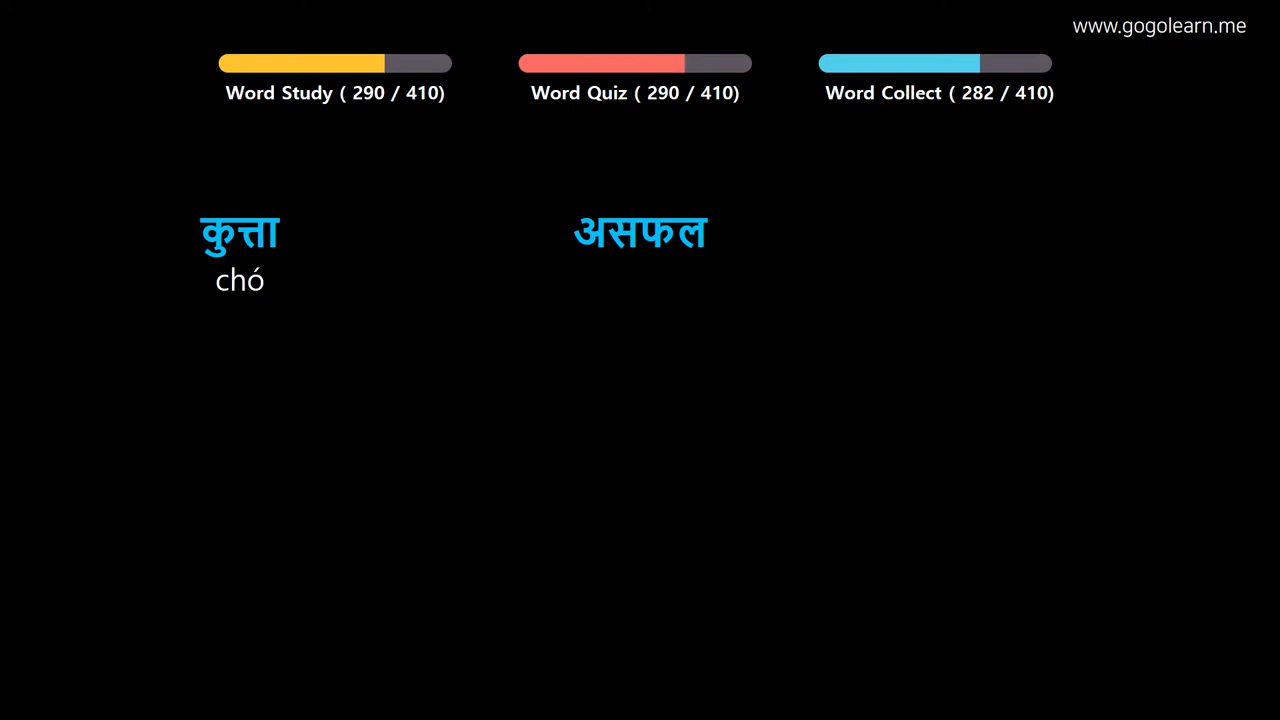 www.gogolearn.me
Word Study ( 290 / 410)
Word Quiz ( 290 / 410)
Word Collect ( 282 / 410)
कुत्ता
chó
असफल